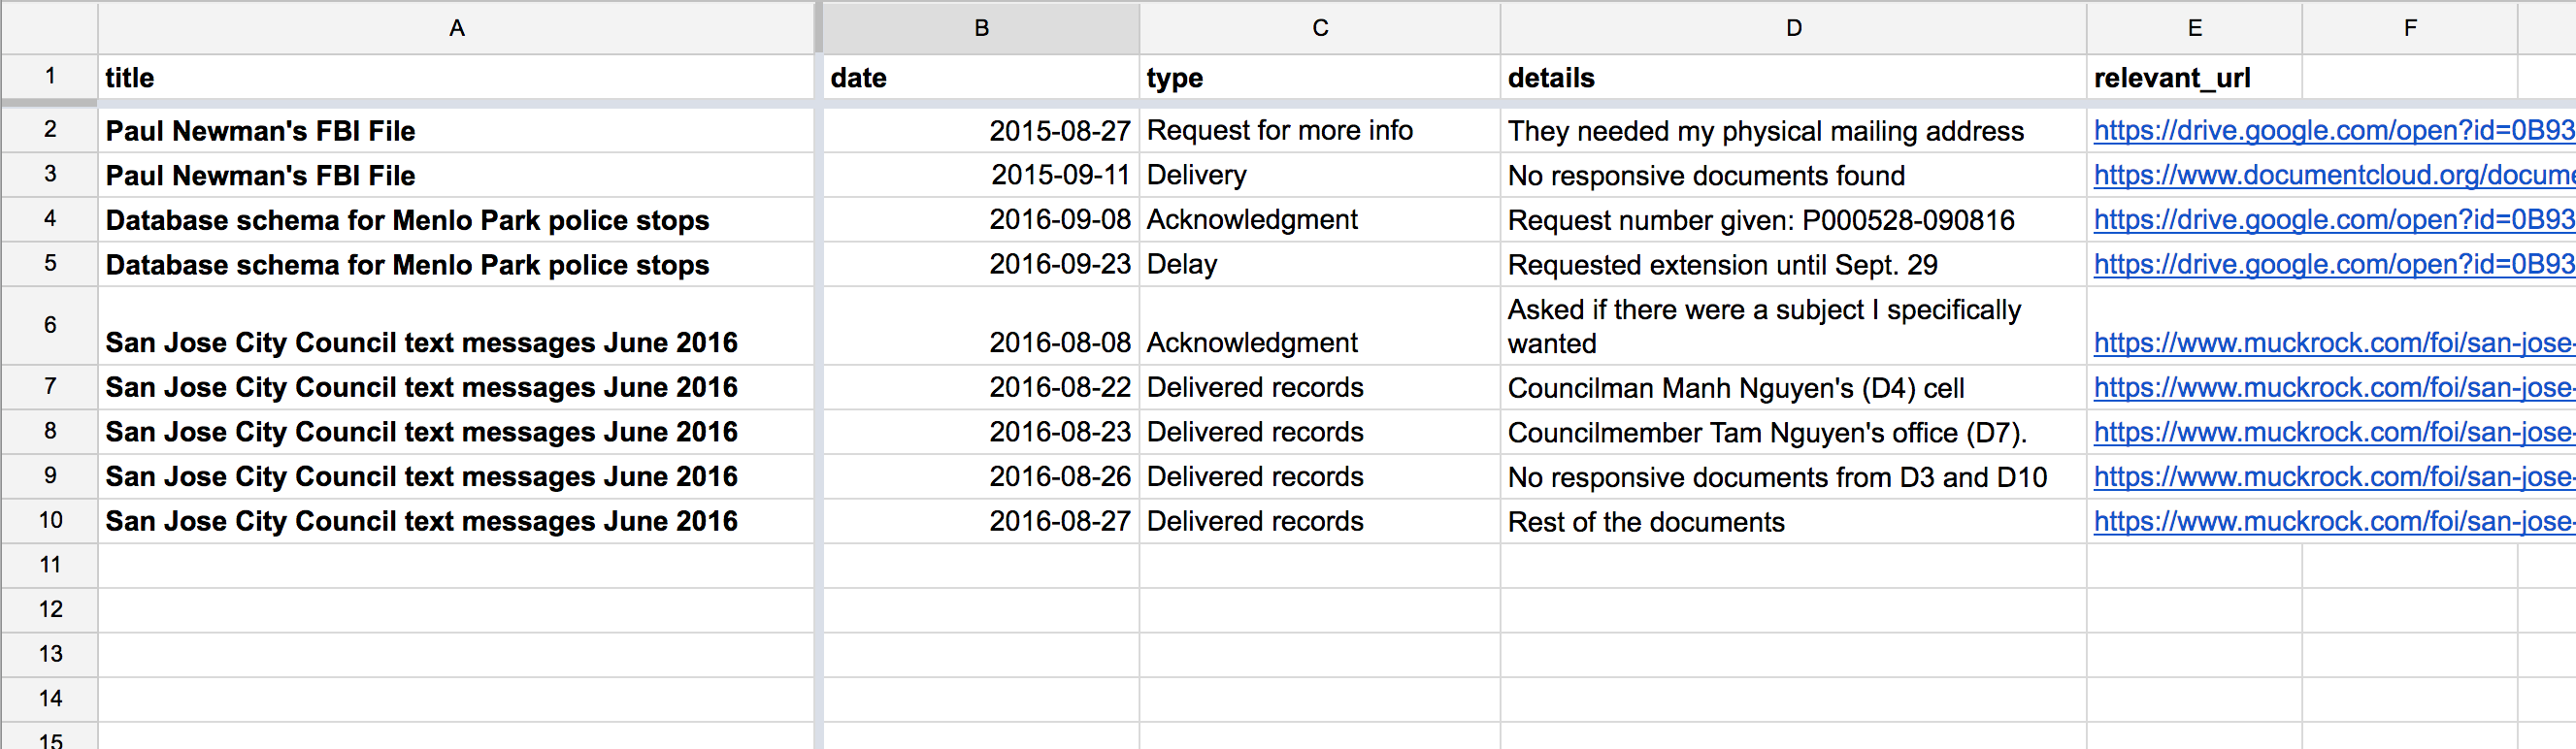 A B C D E F
1 title date type details relevant_url
2 Paul Newman's FBI File 2015-08-27 Request for more info They needed my physical mailing address https://drive.google.com/open?id=0B93
3 Paul Newman's FBI File 2015-09-11 Delivery No responsive documents found https://www.documentcloud.org/docume
4 Database schema for Menlo Park police stops 2016-09-08 Acknowledgment Request number given: P000528-090816 https://drive.google.com/open?id=0B93
5 Database schema for Menlo Park police stops 2016-09-23 Delay Requested extension until Sept. 29 https://drive.google.com/open?id=0B93
Asked if there were a subject I specifically
6 San Jose City Council text messages June 2016 2016-08-08 Acknowledgment wanted https://www.muckrock.com/foi/san-jose-
7 San Jose City Council text messages June 2016 2016-08-22 Delivered records Councilman Manh Nguyen's (D4) cell https://www.muckrock.com/foi/san-jose-
8 San Jose City Council text messages June 2016 2016-08-23 Delivered records Councilmember Tam Nguyen's office (D7). https://www.muckrock.com/foi/san-jose-
9 San Jose City Council text messages June 2016 2016-08-26 Delivered records No responsive documents from D3 and D10 https://www.muckrock.com/foi/san-jose-
10 San Jose City Council text messages June 2016 2016-08-27 Delivered records Rest of the documents https://www.muckrock.com/foi/san-jose-
11
12
13
14
15